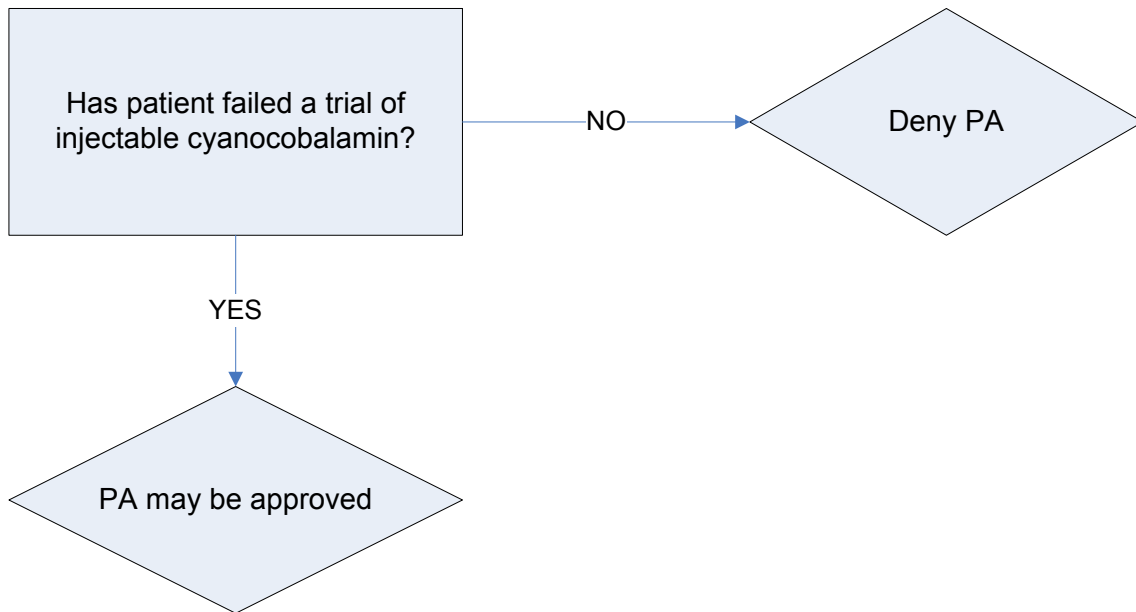 Has patient failed a trial of
injectable cyanocobalamin?
NO
Deny PA
YES
PA may be approved